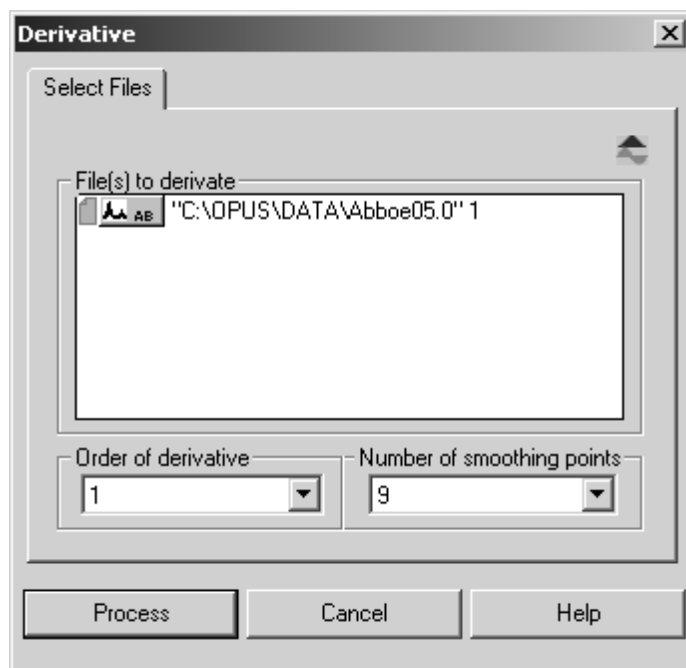 Derivative
Select Files
File(s) to derivate
AB "C:\OPUS\DATA\Abboe05.0" 1
Order of derivative Number of smoothing points
1 9
Process Cancel Help